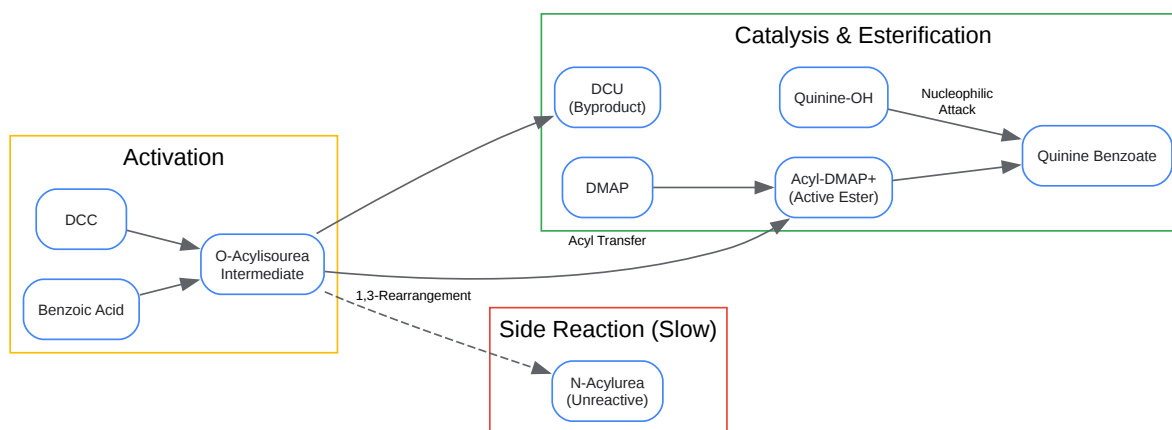 Activation
DCC
Benzoic Acid
O-Acylisourea
Intermediate
Catalysis & Esterification
DCU
(Byproduct)
Quinine-OH
Nucleophilic
Attack
Quinine Benzoate
DMAP
Acyl-DMAP+
(Active Ester)
Acyl Transfer
1,3-Rearrangement
Side Reaction (Slow)
N-Acylurea
(Unreactive)